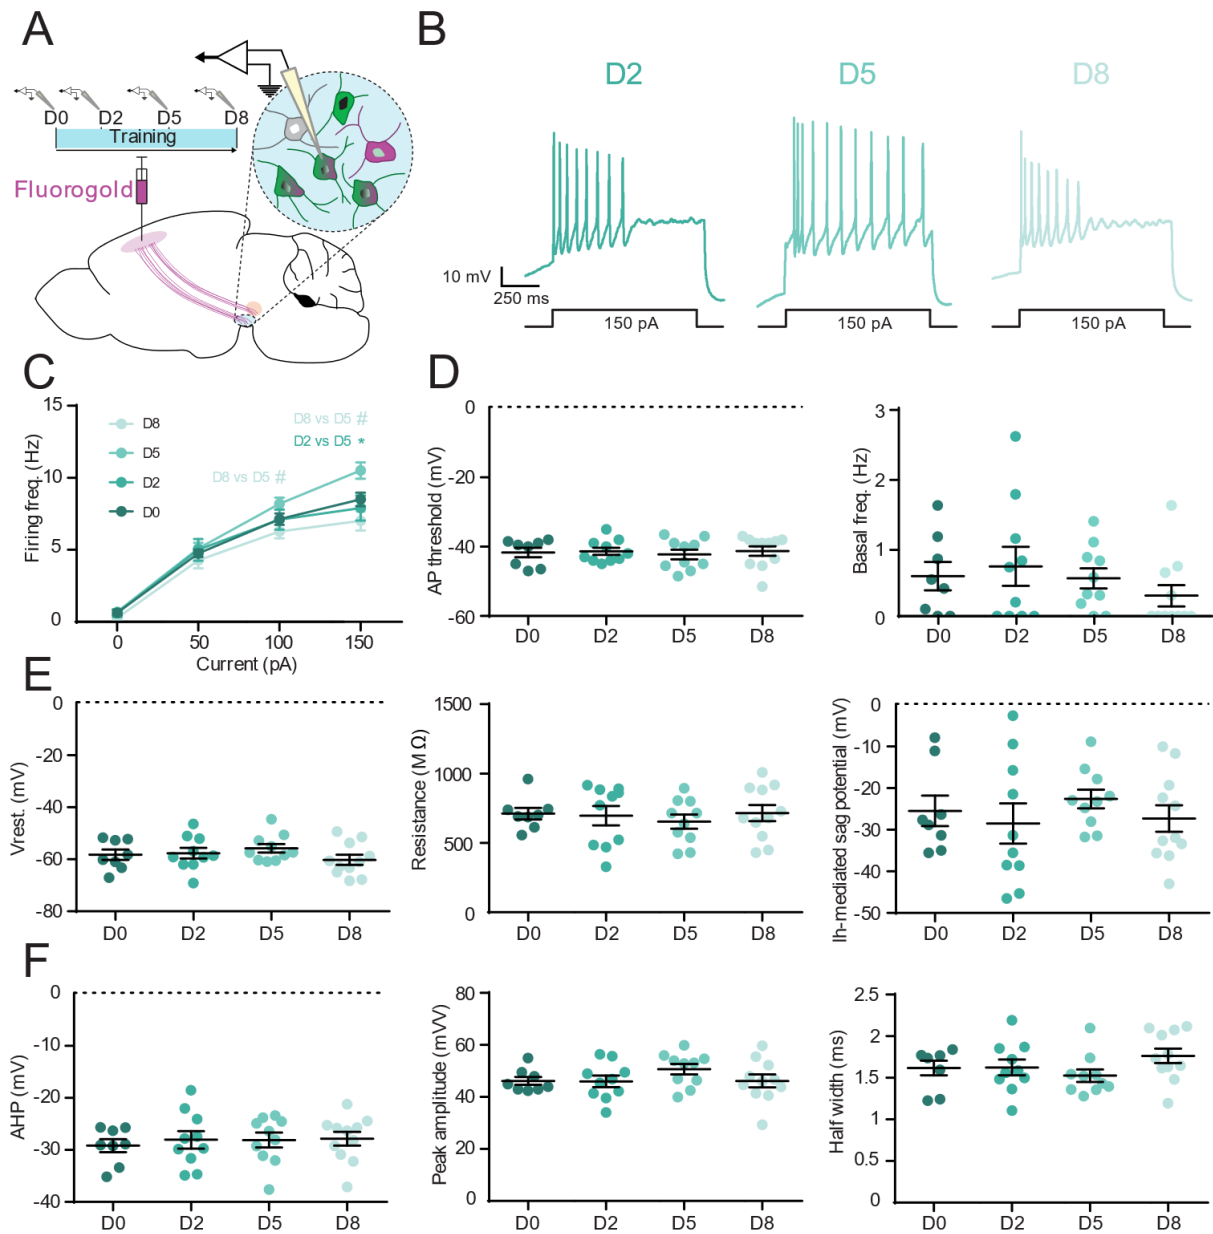 A
D0
D2
D5
D8
Training
Fluorogold
B
D2
D5
D8
10 mV
250 ms
150 pA
150 pA
150 pA
C
Firing freq. (Hz)
15
10
5
0
0
50
100
150
Current (pA)
D8
D5
D2
D0
D8 vs D5 #
D2 vs D5 *
D8 vs D5 #
D
AP threshold (mV)
0
-20
-40
-60
D0
D2
D5
D8
Basal freq. (Hz)
3
2
1
0
D0
D2
D5
D8
E
Vrest. (mV)
0
-20
-40
-60
-80
D0
D2
D5
D8
Resistance (M Ω)
1500
1000
500
0
D0
D2
D5
D8
Ih-mediated ssag potential (mV)
0
-10
-20
-30
-40
-50
D0
D2
D5
D8
F
AHP (mV)
0
-10
-20
-30
-40
D0
D2
D5
D8
Peak amplitude (mVV)
80
60
40
20
0
D0
D2
D5
D8
Half width (ms)
2.5
2
1.5
1
0.5
0
D0
D2
D5
D8